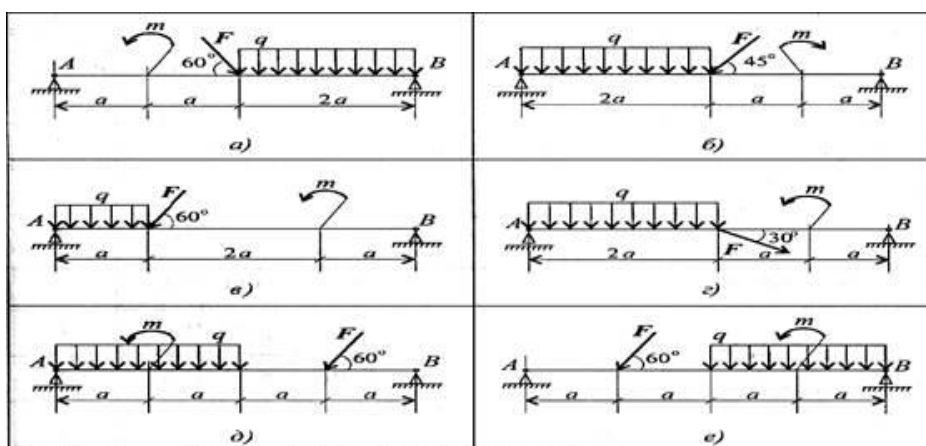 m F q
A 60° B
a a 2a
а)
q F m
A 45° B
2a a a
б)
q F m
A 60° B
a 2a a
в)
q m
A 30° B
F
2a a a
г)
m q F
A 60° B
a a a a
д)
F q m
A 60° B
a a a a
е)